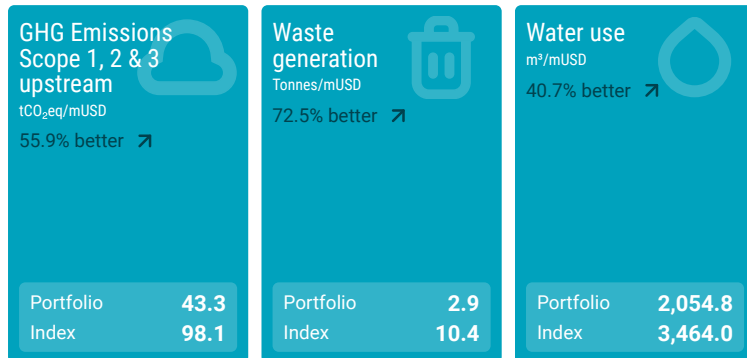 GHG Emissions
Scope 1, 2 & 3
upstream
tCO₂eq/mUSD
55.9% better
Portfolio 43.3
Index 98.1
Waste
generation
Tonnes/mUSD
72.5% better
Portfolio 2.9
Index 10.4
Water use
m³/mUSD
40.7% better
Portfolio 2,054.8
Index 3,464.0